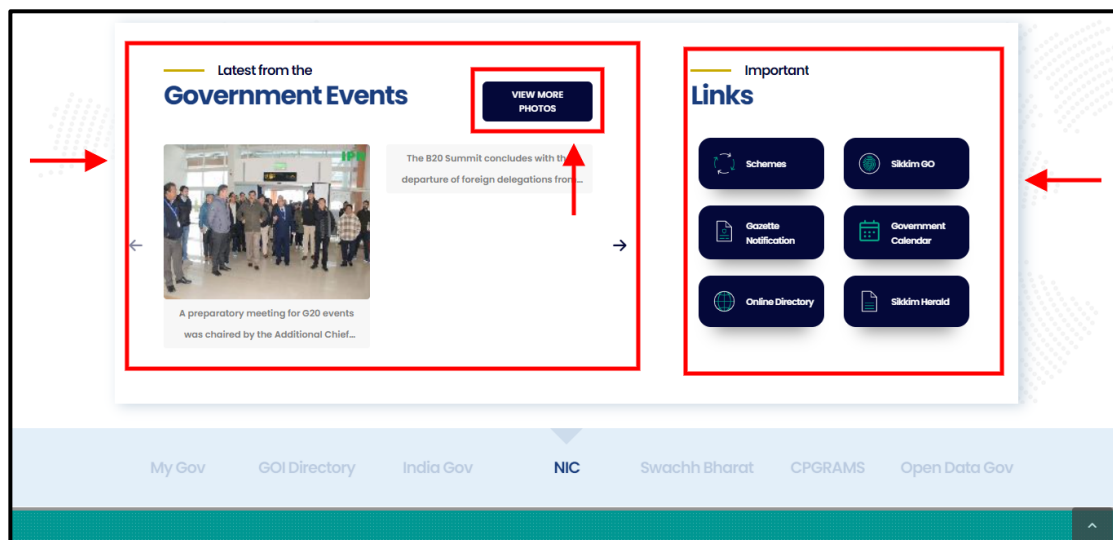 Latest from the
Government Events
VIEW MORE
PHOTOS
IPR
A preparatory meeting for G20 events
was chaired by the Additional Chief...
The B20 Summit concludes with the
departure of foreign delegations from...
Important
Links
Schemes
Sikkim GO
Gazette
Notification
Government
Calendar
Online Directory
Sikkim Herald
My Gov
GOI Directory
India Gov
NIC
Swachh Bharat
CPGRAMS
Open Data Gov